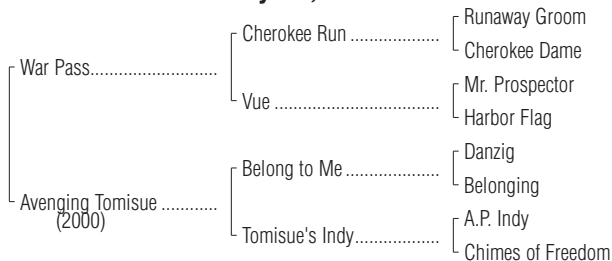 Runaway Groom
Cherokee Run ..................
Cherokee Dame
War Pass.........................
Mr. Prospector
Vue .................................
Harbor Flag
Danzig
Belong to Me ...................
Belonging
Avenging Tomisue ...........
(2000)
A.P. Indy
Tomisue's Indy.................
Chimes of Freedom